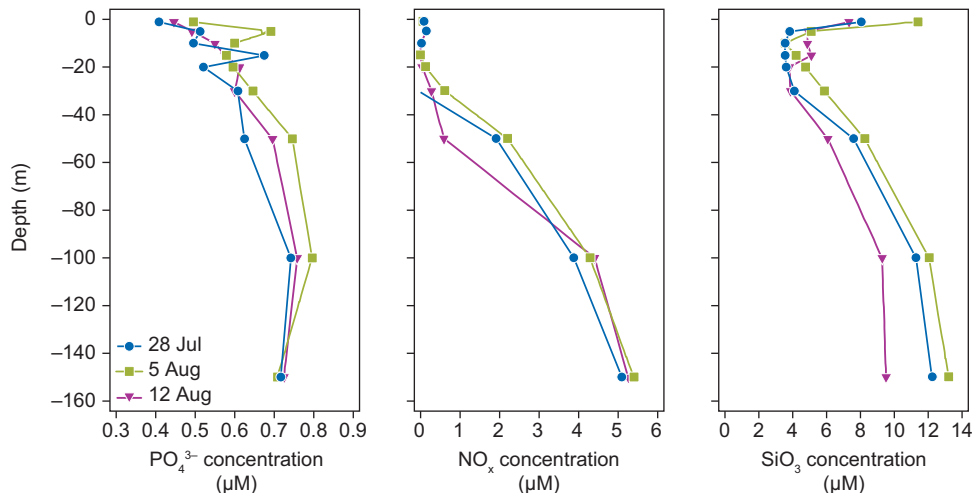 0
–20
–40
–60
–80
–100
–120
–140
–160
Depth (m)
28 Jul
5 Aug
12 Aug
0.3 0.4 0.5 0.6 0.7 0.8 0.9
PO₄³⁻ concentration
(µM)
0 1 2 3 4 5 6
NOₓ concentration
(µM)
0 2 4 6 8 10 12 14
SiO₃ concentration
(µM)